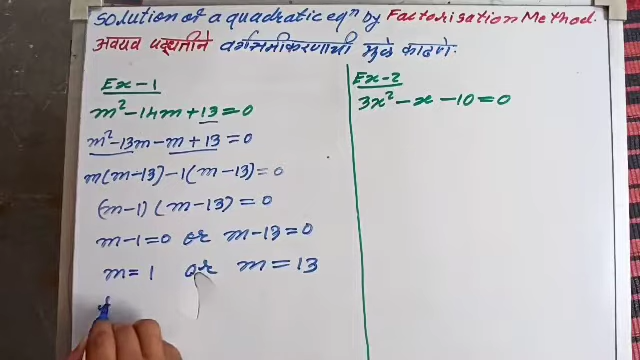 Solution of a quadratic eqⁿ by Factorisation Method.
अवयव पद्धतीने वर्गसमीकरणाची मुळे काढणे.
Ex-1
m² - 14m + 13 = 0
m² - 13m - m + 13 = 0
m(m-13) - 1(m-13) = 0
(m-1) (m-13) = 0
m-1=0 or m-13=0
m = 1 or m = 13
Ex-2
3x² - x - 10 = 0